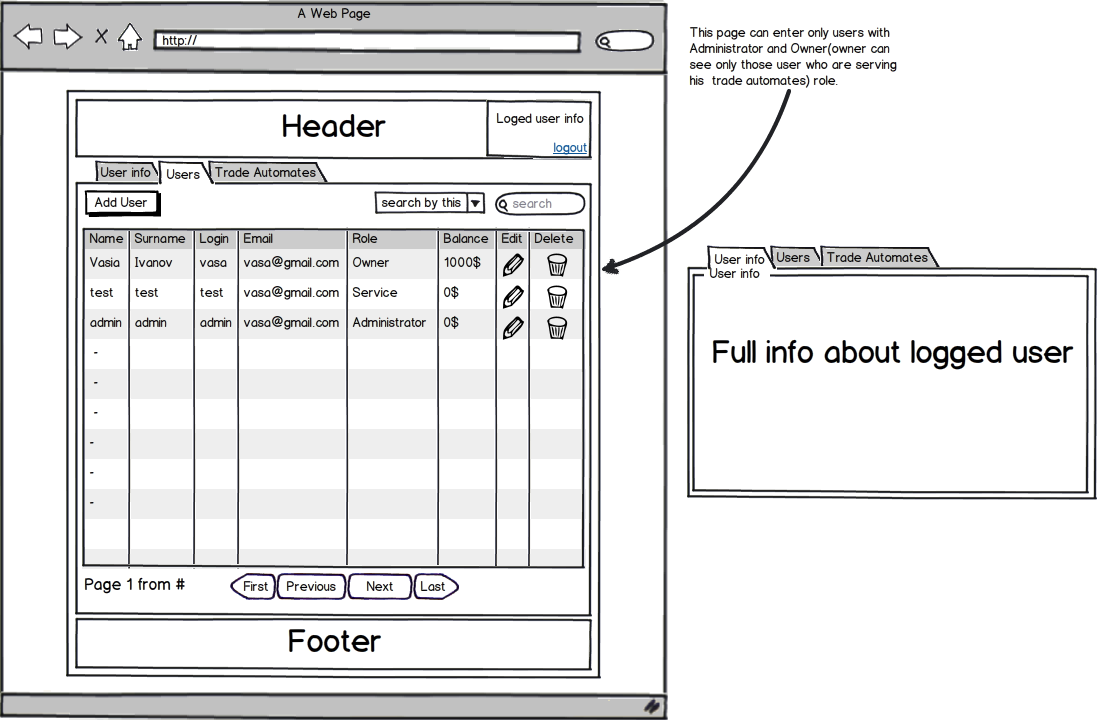 A Web Page
http://
This page can enter only users with
Administrator and Owner(owner can
see only those user who are serving
his trade automates) role.
Header
Loged user info
logout
User info Users Trade Automates
Add User search by this search
Name Surname Login Email Role Balance Edit Delete
Vasia Ivanov vasa vasa@gmail.com Owner 1000$
test test test vasa@gmail.com Service 0$
admin admin admin vasa@gmail.com Administrator 0$
-
-
-
-
-
-
Page 1 from # First Previous Next Last
Footer
User info Users Trade Automates
User info
Full info about logged user